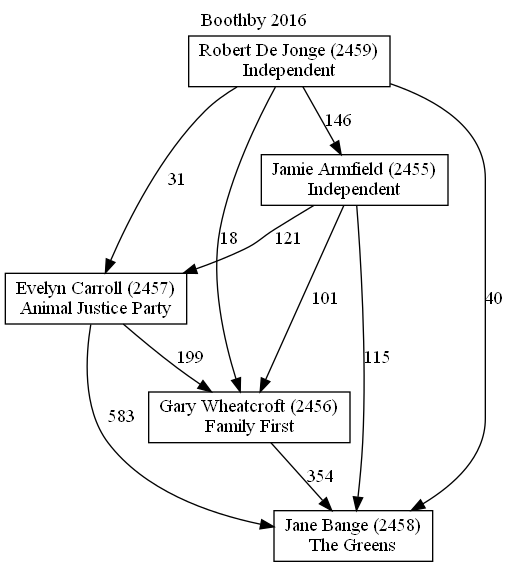 Boothby 2016
Robert De Jonge (2459)
Independent
146
Jamie Armfield (2455)
Independent
31
18
121
Evelyn Carroll (2457)
Animal Justice Party
101
40
199
115
Gary Wheatcroft (2456)
Family First
583
354
Jane Bange (2458)
The Greens